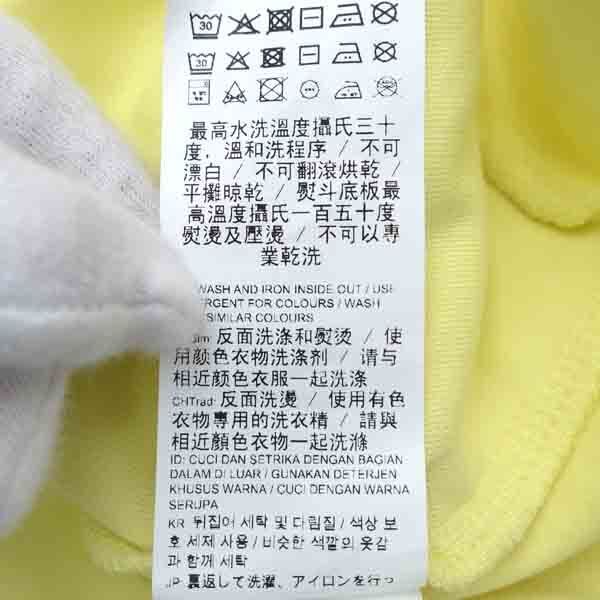 30
30
最高水洗溫度攝氏三十
度，溫和洗程序 / 不可
漂白 / 不可翻滾烘乾 /
平攤晾乾 / 熨斗底板最
高溫度攝氏一百五十度
熨燙及壓燙 / 不可以專
業乾洗
WASH AND IRON INSIDE OUT / USE
ERGENT FOR COLOURS / WASH
SIMILAR COLOURS
im: 反面洗涤和熨烫 / 使
用颜色衣物洗涤剂 / 请与
相近颜色衣服一起洗涤
CHTrad: 反面洗燙 / 使用有色
衣物專用的洗衣精 / 請與
相近顏色衣物一起洗滌
ID: CUCI DAN SETRIKA DENGAN BAGIAN
DALAM DI LUAR / GUNAKAN DETERJEN
KHUSUS WARNA / CUCI DENGAN WARNA
SERUPA
KR 뒤집어 세탁 및 다림질 / 색상 보
호 세제 사용 / 비슷한 색깔의 옷감
과 함께 세탁
JP: 裏返して洗濯、アイロンを行っ